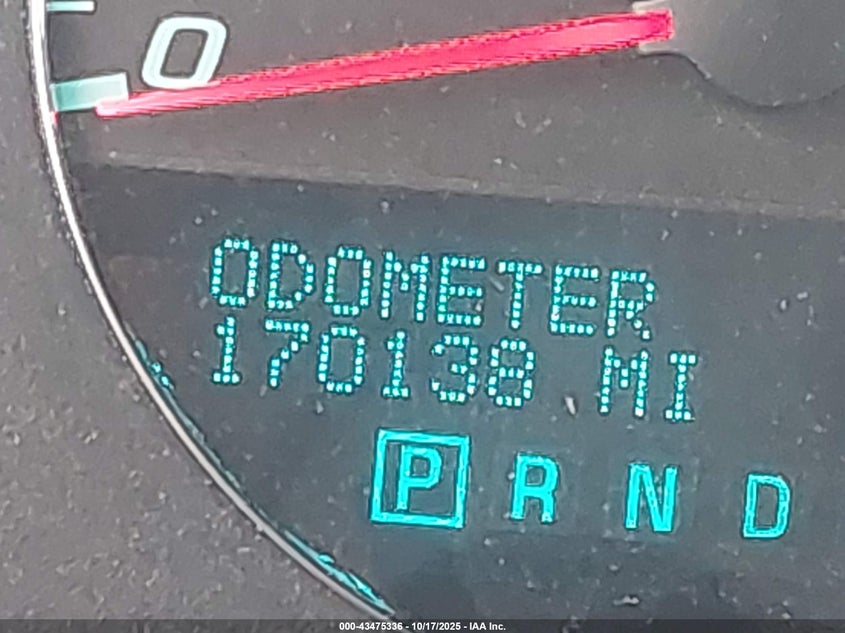 0
ODOMETER
170138 MI
P R N D
000-43475336 - 10/17/2025 - IAA Inc.